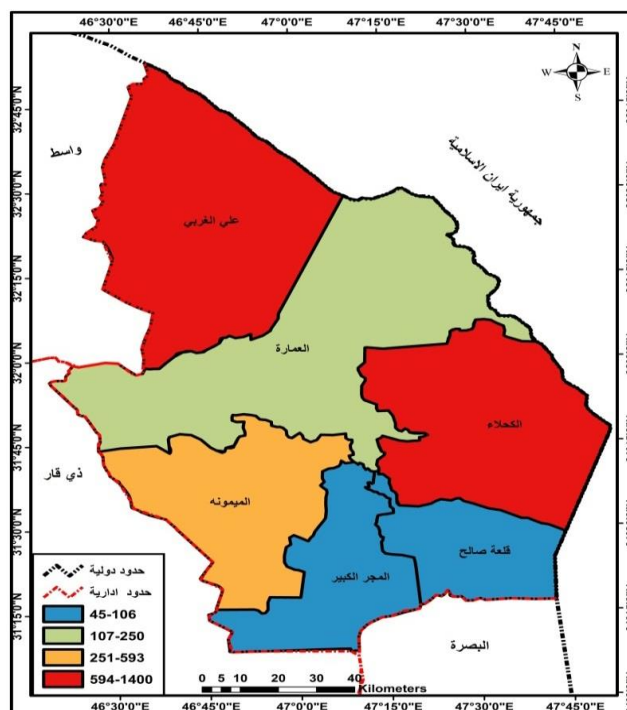 46°30'0"E 46°45'0"E 47°0'0"E 47°15'0"E 47°30'0"E 47°45'0"E
N
W E
S
32°45'0"N
واسط
جمهورية ايران الاسلامية
32°30'0"N
علي الغربي
32°15'0"N
العمارة
32°0'0"N
الكحلاء
31°45'0"N
ذي قار
الميمونه
31°30'0"N
قلعة صالح
المجر الكبير
31°15'0"N
البصرة
حدود دولية
حدود ادارية
45-106
107-250
251-593
594-1400
0 5 10 20 30 40
Kilometers
46°30'0"E 46°45'0"E 47°0'0"E 47°15'0"E 47°30'0"E 47°45'0"E